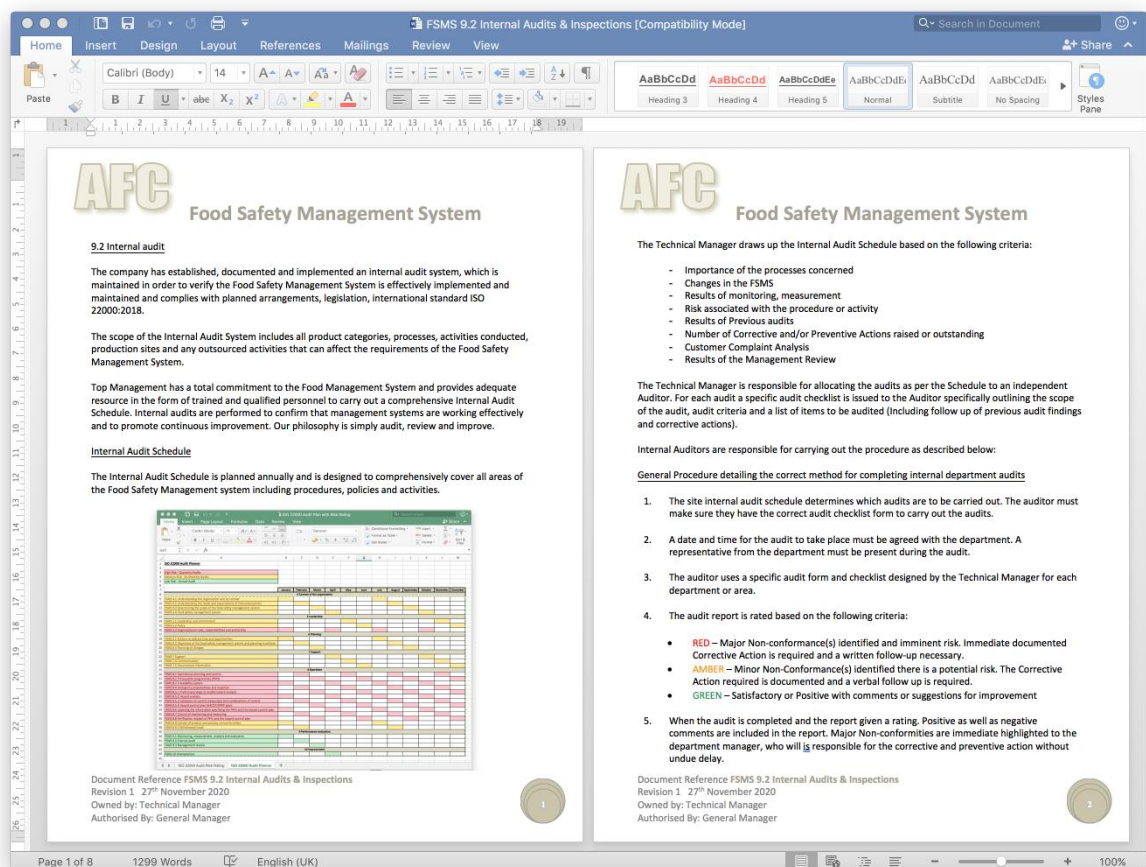 FSMS 9.2 Internal Audits & Inspections [Compatibility Mode]
Search in Document
Home Insert Design Layout References Mailings Review View
Share
Paste
Calibri (Body) 14
AaBbCcDd AaBbCcDd AaBbCcDdEe AaBbCcDdE AaBbCcDd AaBbCcDdE
Heading 3 Heading 4 Heading 5 Normal Subtitle No Spacing
Styles
Pane
AFC
Food Safety Management System
9.2 Internal audit
The company has established, documented and implemented an internal audit system, which is
maintained in order to verify the Food Safety Management System is effectively implemented and
maintained and complies with planned arrangements, legislation, international standard ISO
22000:2018.
The scope of the Internal Audit System includes all product categories, processes, activities conducted,
production sites and any outsourced activities that can affect the requirements of the Food Safety
Management System.
Top Management has a total commitment to the Food Management System and provides adequate
resource in the form of trained and qualified personnel to carry out a comprehensive Internal Audit
Schedule. Internal audits are performed to confirm that management systems are working effectively
and to promote continuous improvement. Our philosophy is simply audit, review and improve.
Internal Audit Schedule
The Internal Audit Schedule is planned annually and is designed to comprehensively cover all areas of
the Food Safety Management system including procedures, policies and activities.
Document Reference FSMS 9.2 Internal Audits & Inspections
Revision 1 27th November 2020
Owned by: Technical Manager
Authorised By: General Manager
1
AFC
Food Safety Management System
The Technical Manager draws up the Internal Audit Schedule based on the following criteria:
- Importance of the processes concerned
- Changes in the FSMS
- Results of monitoring, measurement
- Risk associated with the procedure or activity
- Results of Previous audits
- Number of Corrective and/or Preventive Actions raised or outstanding
- Customer Complaint Analysis
- Results of the Management Review
The Technical Manager is responsible for allocating the audits as per the Schedule to an independent
Auditor. For each audit a specific audit checklist is issued to the Auditor specifically outlining the scope
of the audit, audit criteria and a list of items to be audited (Including follow up of previous audit findings
and corrective actions).
Internal Auditors are responsible for carrying out the procedure as described below:
General Procedure detailing the correct method for completing internal department audits
1. The site internal audit schedule determines which audits are to be carried out. The auditor must
make sure they have the correct audit checklist form to carry out the audits.
2. A date and time for the audit to take place must be agreed with the department. A
representative from the department must be present during the audit.
3. The auditor uses a specific audit form and checklist designed by the Technical Manager for each
department or area.
4. The audit report is rated based on the following criteria:
• RED – Major Non-conformance(s) identified and imminent risk. Immediate documented
Corrective Action is required and a written follow-up necessary.
• AMBER – Minor Non-Conformance(s) identified there is a potential risk. The Corrective
Action required is documented and a verbal follow up is required.
• GREEN – Satisfactory or Positive with comments or suggestions for improvement
5. When the audit is completed and the report given a rating. Positive as well as negative
comments are included in the report. Major Non-conformities are immediate highlighted to the
department manager, who will is responsible for the corrective and preventive action without
undue delay.
Document Reference FSMS 9.2 Internal Audits & Inspections
Revision 1 27th November 2020
Owned by: Technical Manager
Authorised By: General Manager
2
Page 1 of 8 1299 Words English (UK) 100%